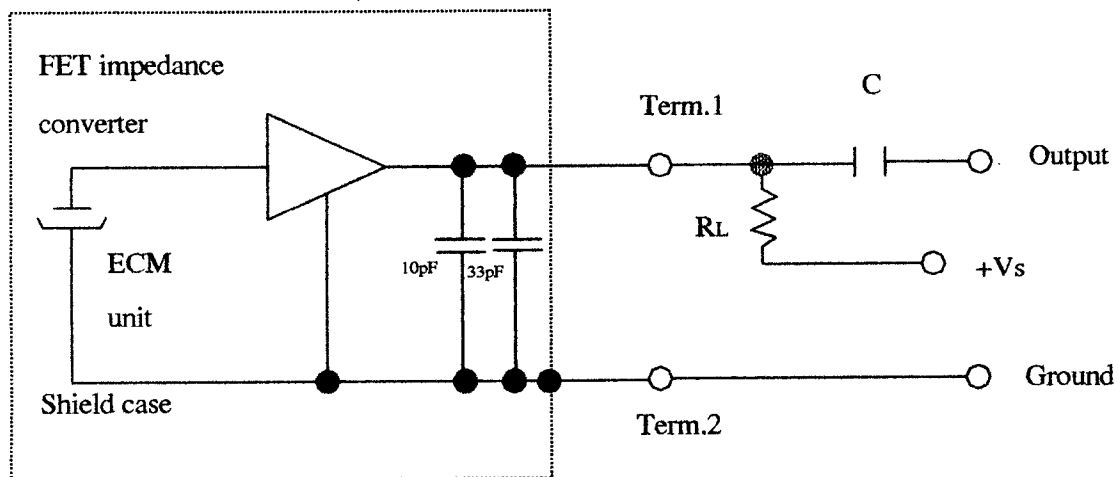 FET impedance
converter
C
Term.1
Output
RL
10pF
33pF
+Vs
ECM
unit
Shield case
Ground
Term.2